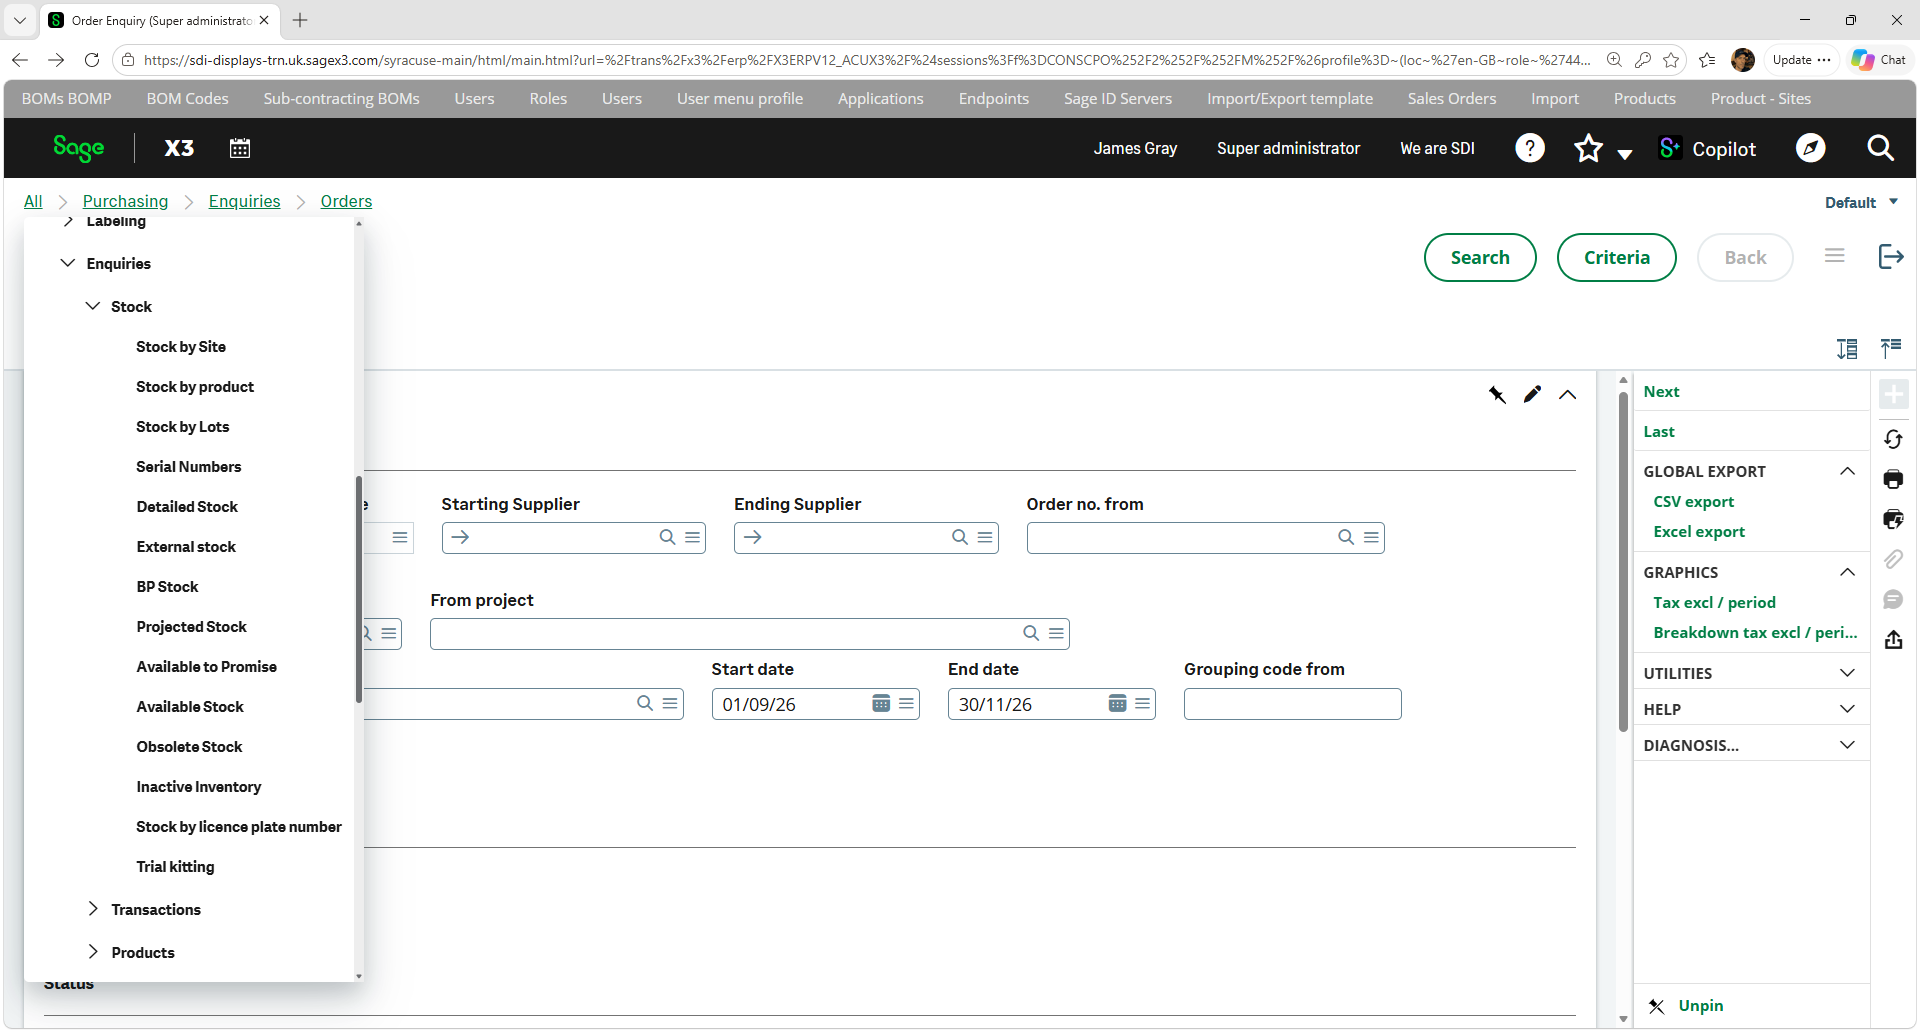 Order Enquiry (Super administrato
https://sdi-displays-trn.uk.sagex3.com/syracuse-main/html/main.html?url=%2Ftrans%2Fx3%2Ferp%2FX3ERPV12_ACUX3%2F%24sessions%3Ff%3DCONSCPO%252F2%252F%252FM%252F%26profile%3D~(loc~%27en-GB~role~%2744...
Update
Chat
BOMs BOMP
BOM Codes
Sub-contracting BOMs
Users
Roles
Users
User menu profile
Applications
Endpoints
Sage ID Servers
Import/Export template
Sales Orders
Import
Products
Product - Sites
Sage
X3
James Gray
Super administrator
We are SDI
Copilot
All
Purchasing
Enquiries
Orders
Default
Labeling
Enquiries
Stock
Stock by Site
Stock by product
Stock by Lots
Serial Numbers
Detailed Stock
External stock
BP Stock
Projected Stock
Available to Promise
Available Stock
Obsolete Stock
Inactive Inventory
Stock by licence plate number
Trial kitting
Transactions
Products
Search
Criteria
Back
Starting Supplier
Ending Supplier
Order no. from
From project
Start date
End date
Grouping code from
01/09/26
30/11/26
Status
Next
Last
GLOBAL EXPORT
CSV export
Excel export
GRAPHICS
Tax excl / period
Breakdown tax excl / peri...
UTILITIES
HELP
DIAGNOSIS...
Unpin